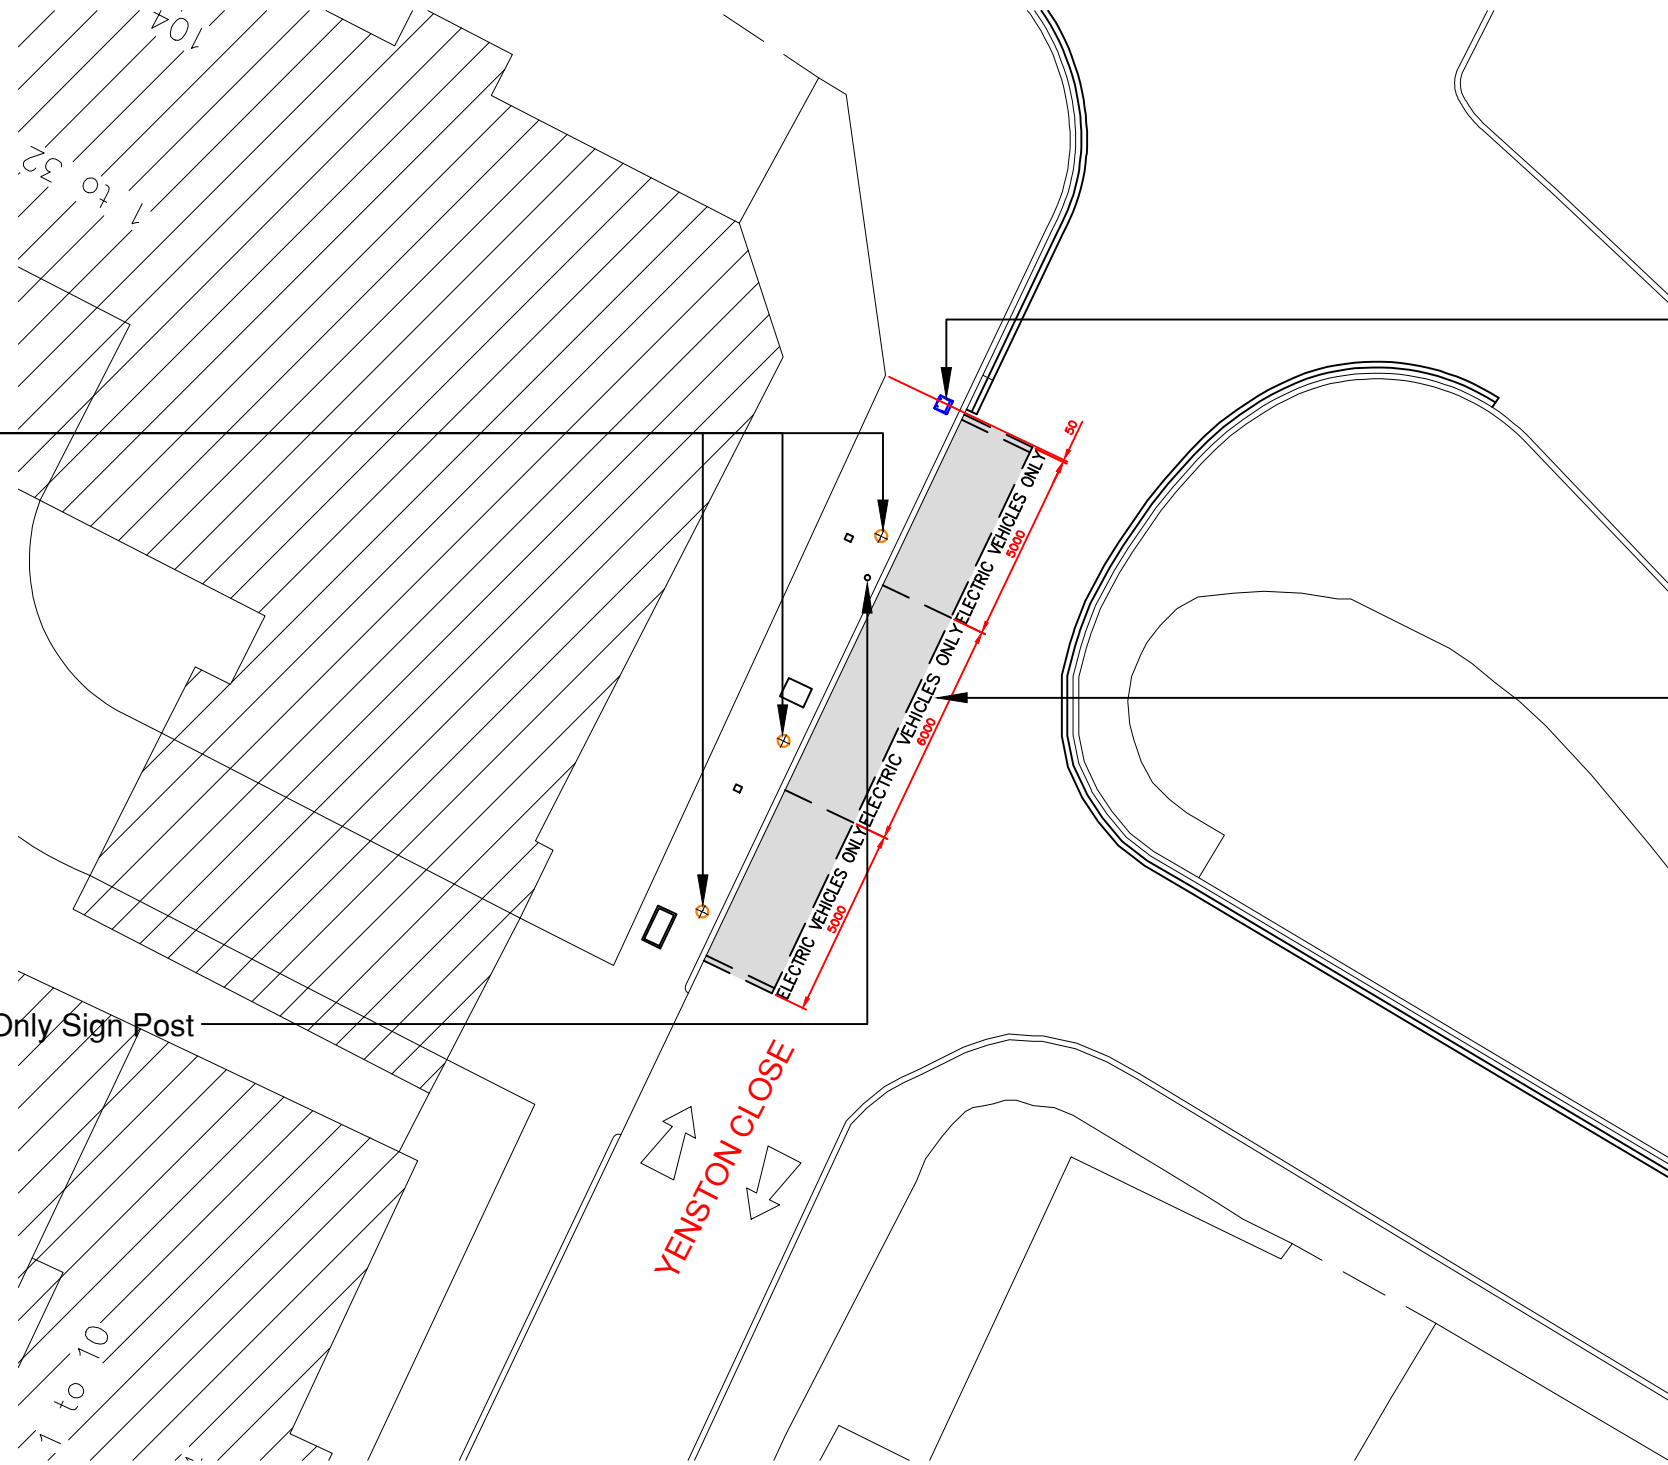 104
1 to 32
50
ELECTRIC VEHICLES ONLY
5000
ELECTRIC VEHICLES ONLY
6000
ELECTRIC VEHICLES ONLY
5000
Only Sign Post
YENSTON CLOSE
1 to 10